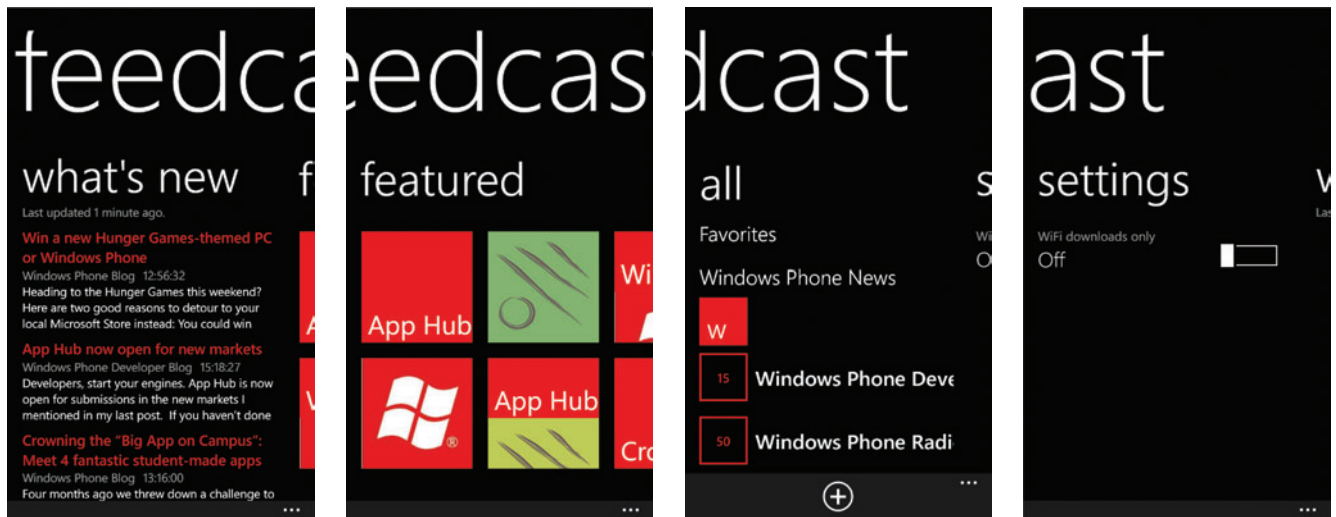 feedca
what's new
f
Last updated 1 minute ago.
Win a new Hunger Games-themed PC
or Windows Phone
Windows Phone Blog 12:56:32
Heading to the Hunger Games this weekend?
Here are two good reasons to detour to your
local Microsoft Store instead: You could win
A
App Hub now open for new markets
Windows Phone Developer Blog 15:18:27
Developers, start your engines. App Hub is now
open for submissions in the new markets I
mentioned in my last post. If you haven't done
Crowning the "Big App on Campus":
Meet 4 fantastic student-made apps
Windows Phone Blog 13:16:00
Four months ago we threw down a challenge to
...
eedcast
featured
App Hub
Wi
®
App Hub
Cro
...
dcast
all
s
Favorites
Wi
O
Windows Phone News
W
15
Windows Phone Deve
50
Windows Phone Radi
...
ast
settings
w
Las
WiFi downloads only
Off
...